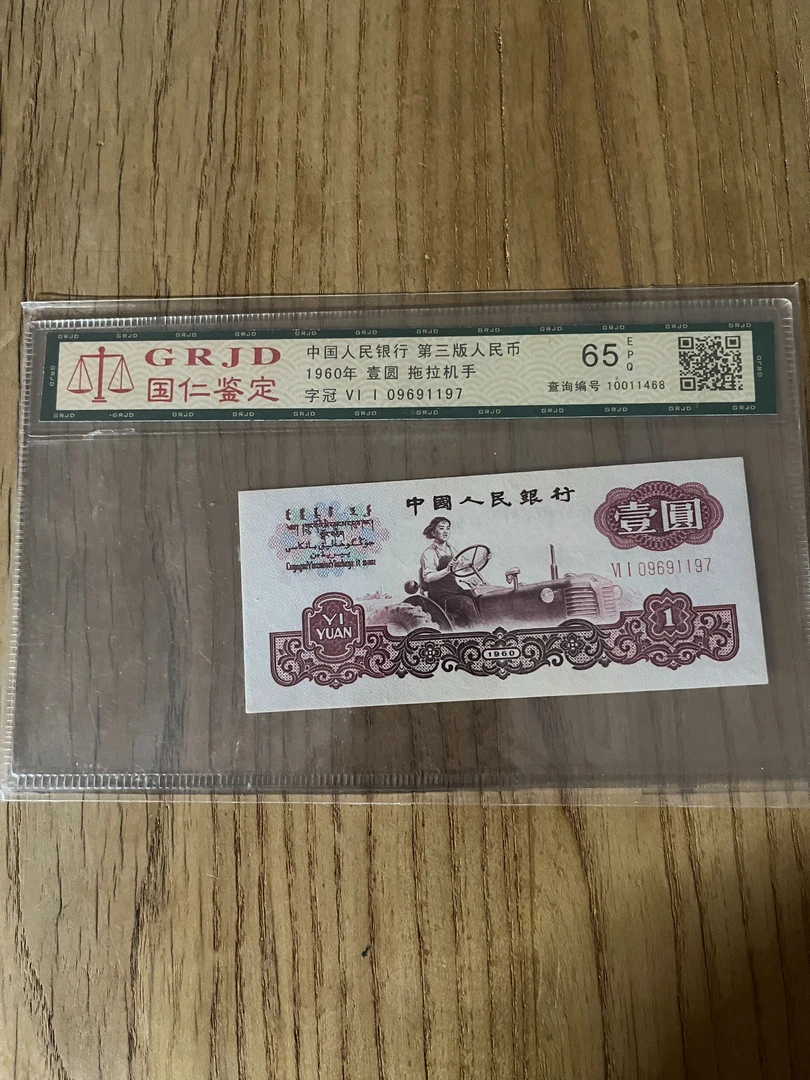 GRJD
国仁鉴定
中国人民银行 第三版人民币
1960年 壹圆 拖拉机手
字冠 VI I 09691197
65 EPQ
查询编号 10011468
中國人民銀行
壹圓
VI I 09691197
YI
YUAN
1960
1